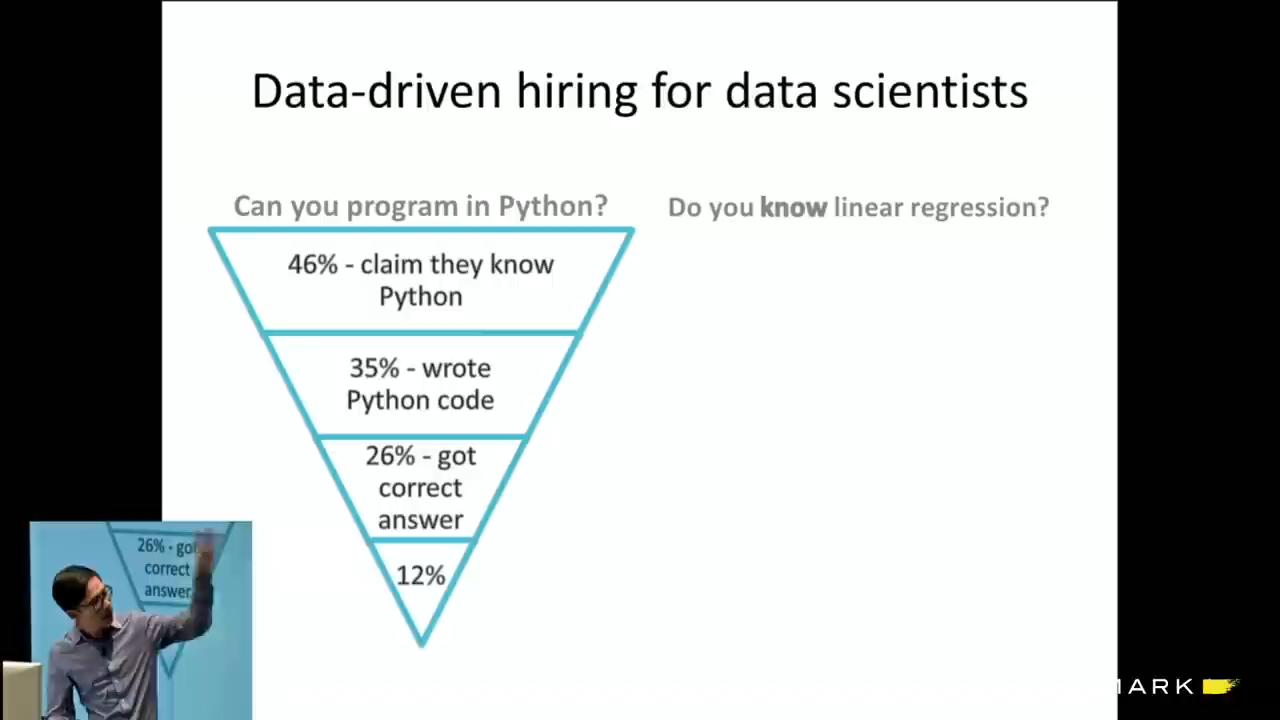 Data-driven hiring for data scientists
Can you program in Python?
Do you know linear regression?
46% - claim they know
Python
35% - wrote
Python code
26% - got
correct
answer
12%
26% - got
correct
answer
MARK